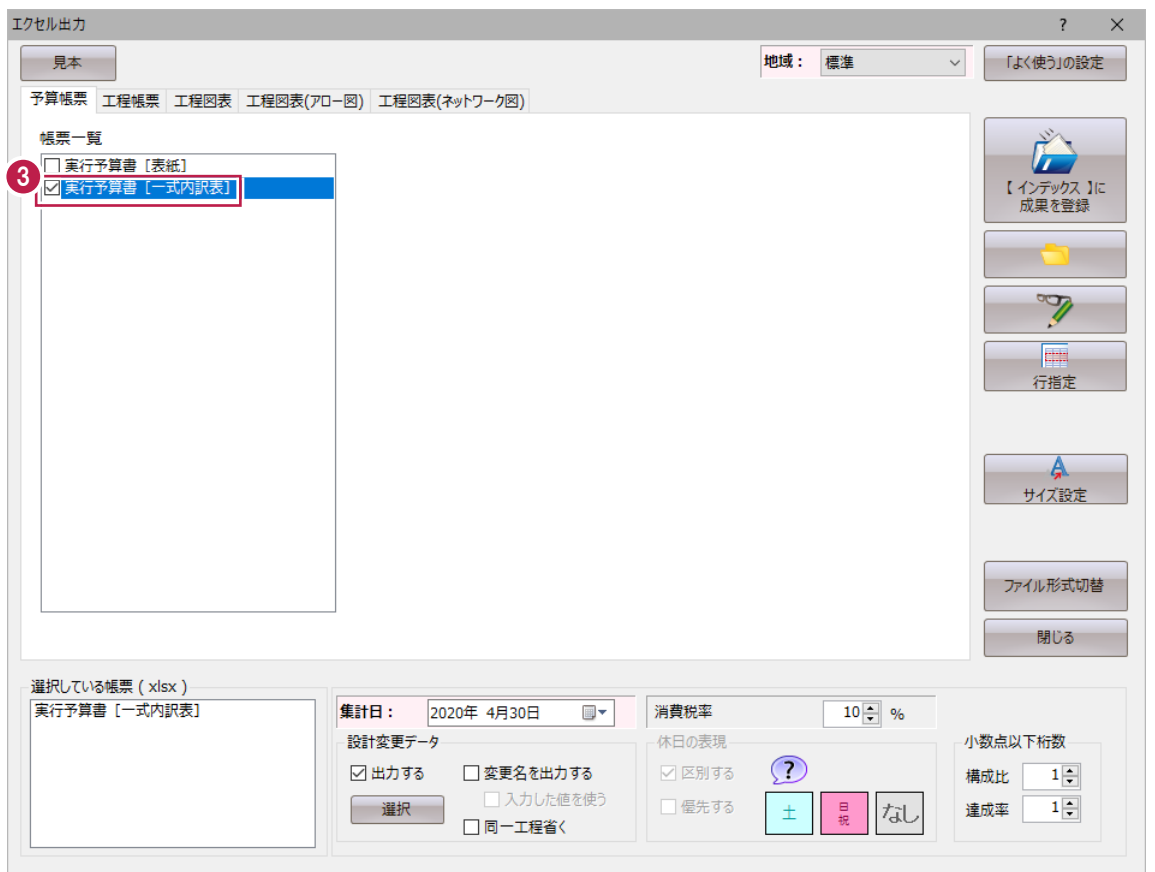 エクセル出力 ?
見本
地域： 標準
「よく使う」の設定
予算帳票 工程帳票 工程図表 工程図表(アロー図) 工程図表(ネットワーク図)
帳票一覧
実行予算書［表紙］
3
実行予算書［一式内訳表］
【インデックス】に
成果を登録
行指定
サイズ設定
ファイル形式切替
閉じる
選択している帳票 ( xlsx )
実行予算書［一式内訳表］
集計日： 2020年 4月30日
消費税率 10 %
設計変更データ
出力する
変更名を出力する
入力した値を使う
選択
同一工程省く
休日の表現
区別する
?
優先する
土
日
祝
なし
小数点以下桁数
構成比 1
達成率 1